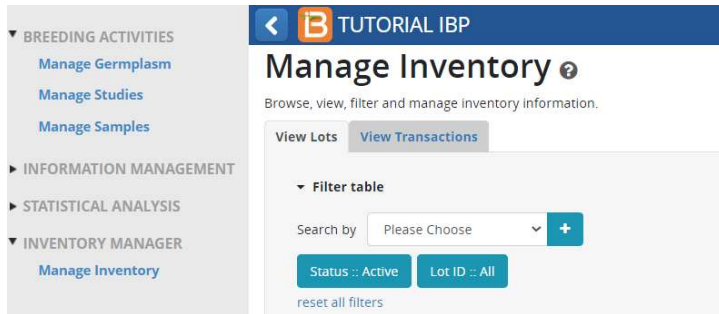 BREEDING ACTIVITIES
Manage Germplasm
Manage Studies
Manage Samples
INFORMATION MANAGEMENT
STATISTICAL ANALYSIS
INVENTORY MANAGER
Manage Inventory
TUTORIAL IBP
Manage Inventory ?
Browse, view, filter and manage inventory information.
View Lots View Transactions
Filter table
Search by Please Choose +
Status :: Active Lot ID :: All
reset all filters